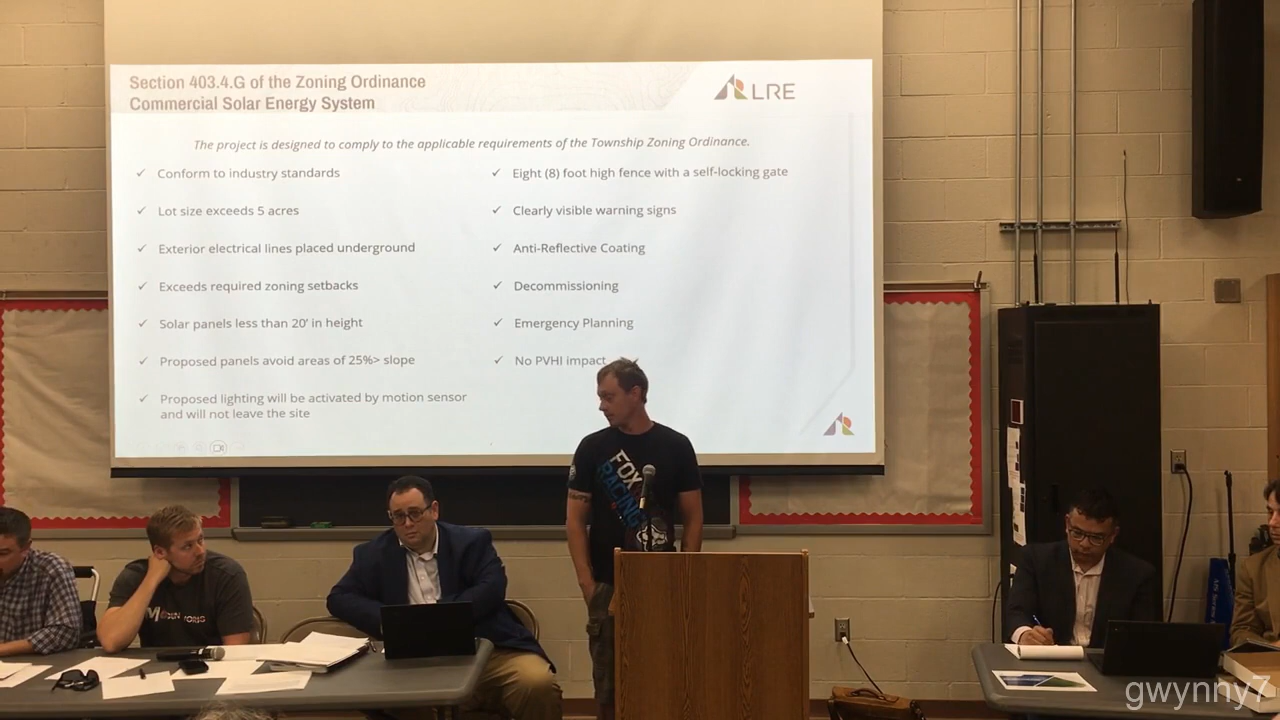 Section 403.4.G of the Zoning Ordinance
Commercial Solar Energy System
LRE
The project is designed to comply to the applicable requirements of the Township Zoning Ordinance.
✓ Conform to industry standards
✓ Lot size exceeds 5 acres
✓ Exterior electrical lines placed underground
✓ Exceeds required zoning setbacks
✓ Solar panels less than 20' in height
✓ Proposed panels avoid areas of 25%> slope
✓ Proposed lighting will be activated by motion sensor
and will not leave the site
✓ Eight (8) foot high fence with a self-locking gate
✓ Clearly visible warning signs
✓ Anti-Reflective Coating
✓ Decommissioning
✓ Emergency Planning
✓ No PVHI impact
FOX
RACING
gwynny7